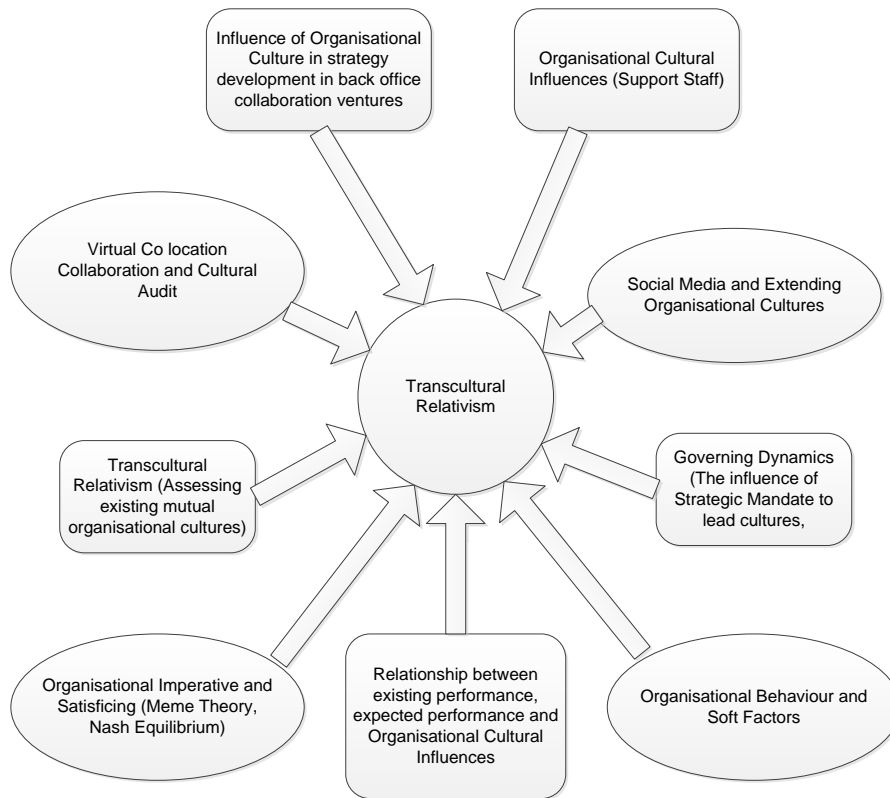 Influence of Organisational
Culture in strategy
development in back office
collaboration ventures
Organisational Cultural
Influences (Support Staff)
Virtual Co location
Collaboration and Cultural
Audit
Social Media and Extending
Organisational Cultures
Transcultural
Relativism
Transcultural
Relativism (Assessing
existing mutual
organisational cultures)
Governing Dynamics
(The influence of
Strategic Mandate to
lead cultures,
Organisational Imperative and
Satisficing (Meme Theory,
Nash Equilibrium)
Relationship between
existing performance,
expected performance and
Organisational Cultural
Influences
Organisational Behaviour and
Soft Factors